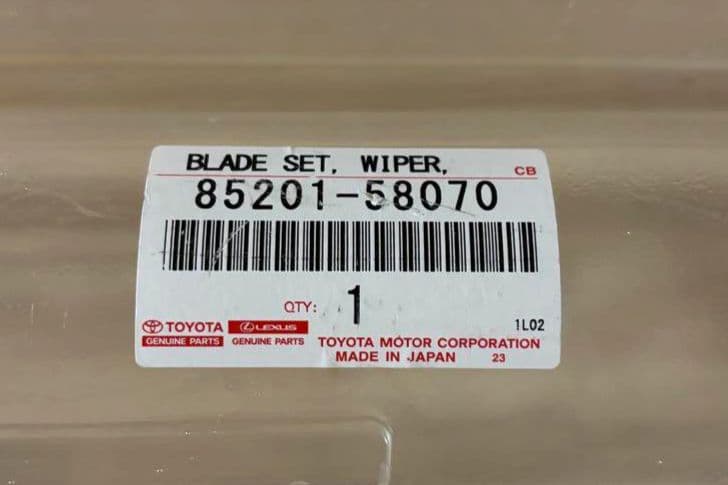 BLADE SET, WIPER,
CB
85201-58070
QTY: 1
1L02
TOYOTA LEXUS
GENUINE PARTS GENUINE PARTS
TOYOTA MOTOR CORPORATION
MADE IN JAPAN 23